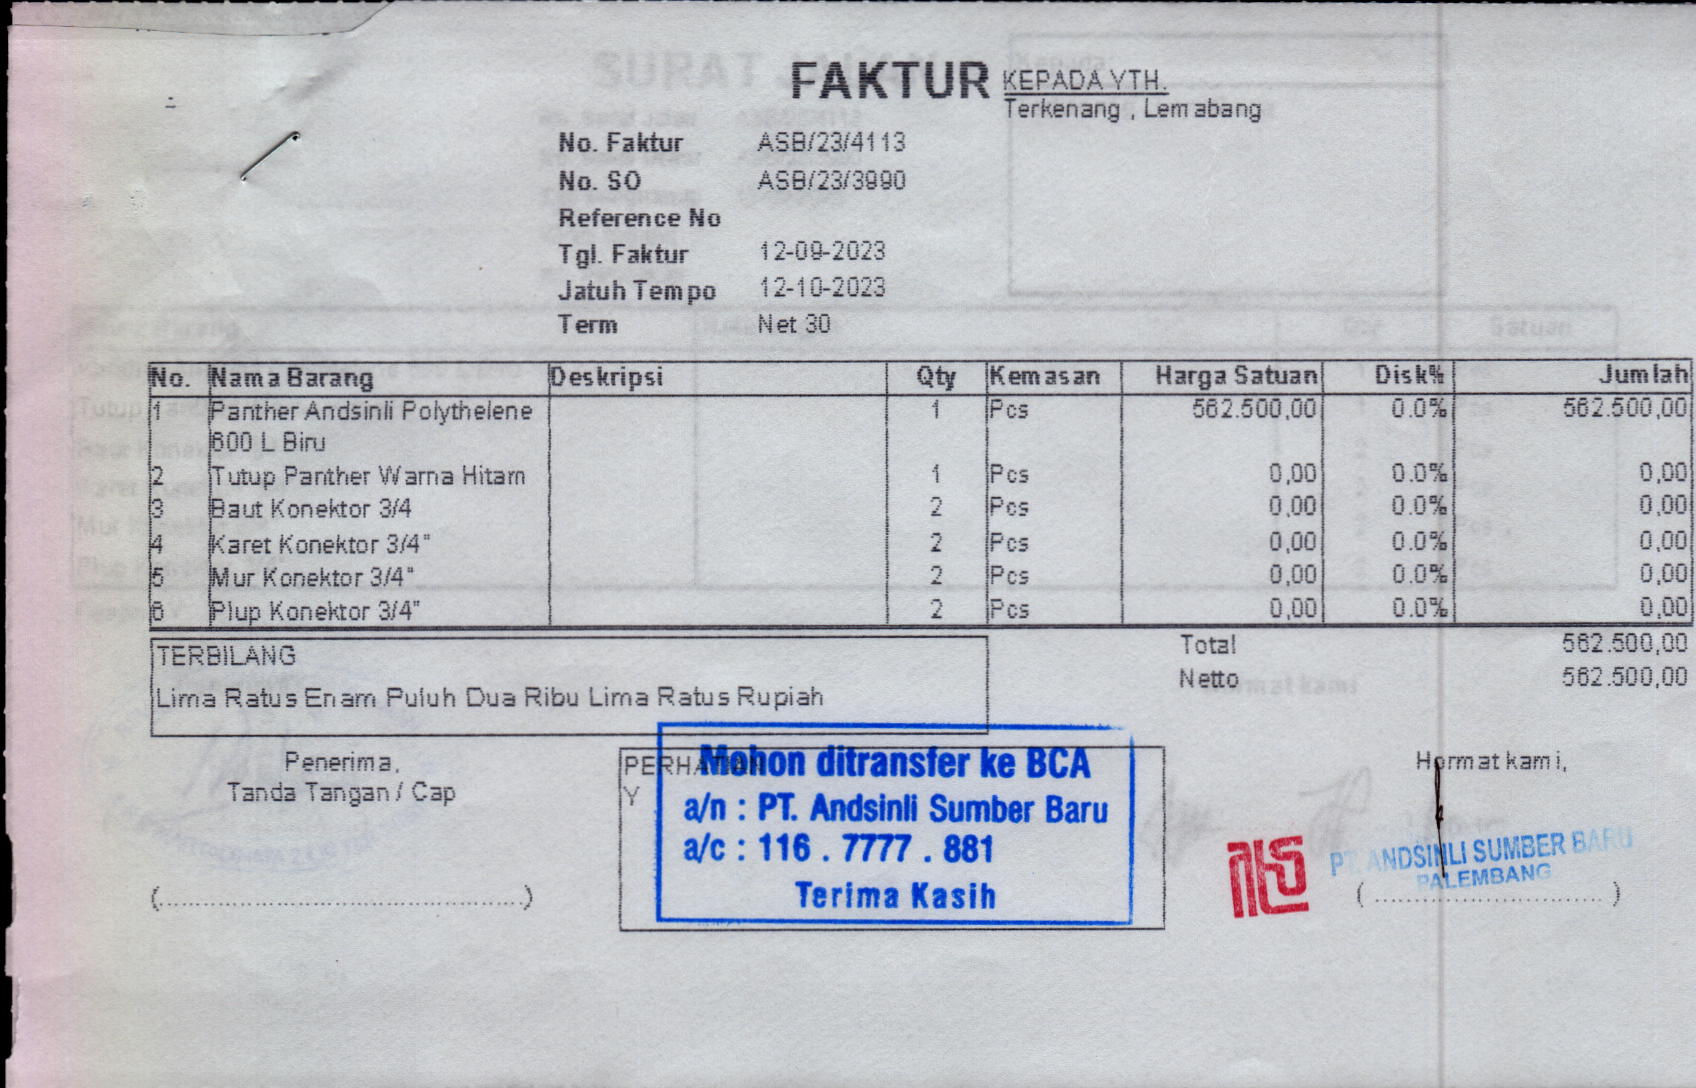 FAKTUR
KEPADA YTH.
Terkenang , Lemabang
No. Faktur ASB/23/4113
No. SO ASB/23/3990
Reference No
Tgl. Faktur 12-09-2023
Jatuh Tempo 12-10-2023
Term Net 30
No. Nama Barang Deskripsi Qty Kemasan Harga Satuan Disk% Jumlah
1 Panther Andsinli Polythelene 1 Pcs 562.500,00 0.0% 562.500,00
600 L Biru
2 Tutup Panther Warna Hitam 1 Pcs 0,00 0.0% 0,00
3 Baut Konektor 3/4 2 Pcs 0,00 0.0% 0,00
4 Karet Konektor 3/4" 2 Pcs 0,00 0.0% 0,00
5 Mur Konektor 3/4" 2 Pcs 0,00 0.0% 0,00
6 Plup Konektor 3/4" 2 Pcs 0,00 0.0% 0,00
TERBILANG
Lima Ratus Enam Puluh Dua Ribu Lima Ratus Rupiah
Total 562.500,00
Netto 562.500,00
Penerima,
Tanda Tangan / Cap
(........................................)
PERHATIAN
Y
Mohon ditransfer ke BCA
a/n : PT. Andsinli Sumber Baru
a/c : 116 . 7777 . 881
Terima Kasih
Hormat kami,
PT. ANDSINLI SUMBER BARU
PALEMBANG
(..............................)